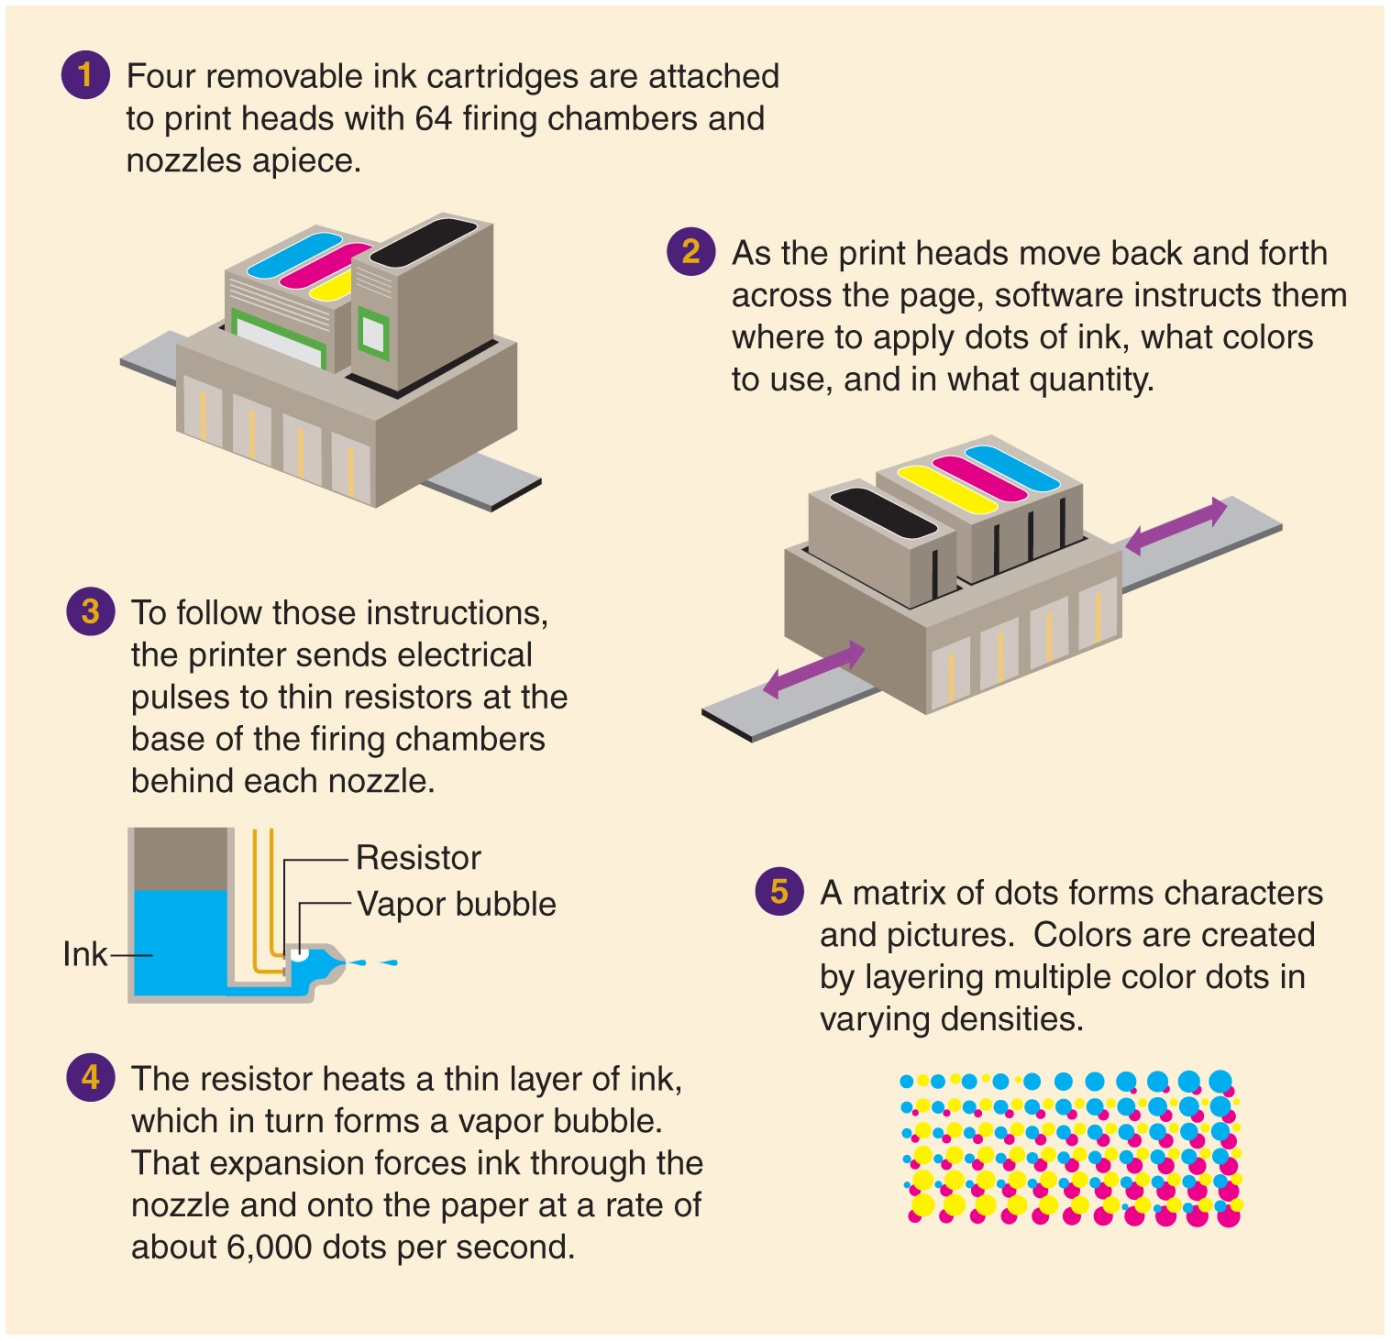 1 Four removable ink cartridges are attached
to print heads with 64 firing chambers and
nozzles apiece.
2 As the print heads move back and forth
across the page, software instructs them
where to apply dots of ink, what colors
to use, and in what quantity.
3 To follow those instructions,
the printer sends electrical
pulses to thin resistors at the
base of the firing chambers
behind each nozzle.
Resistor
Vapor bubble
Ink
4 The resistor heats a thin layer of ink,
which in turn forms a vapor bubble.
That expansion forces ink through the
nozzle and onto the paper at a rate of
about 6,000 dots per second.
5 A matrix of dots forms characters
and pictures.  Colors are created
by layering multiple color dots in
varying densities.